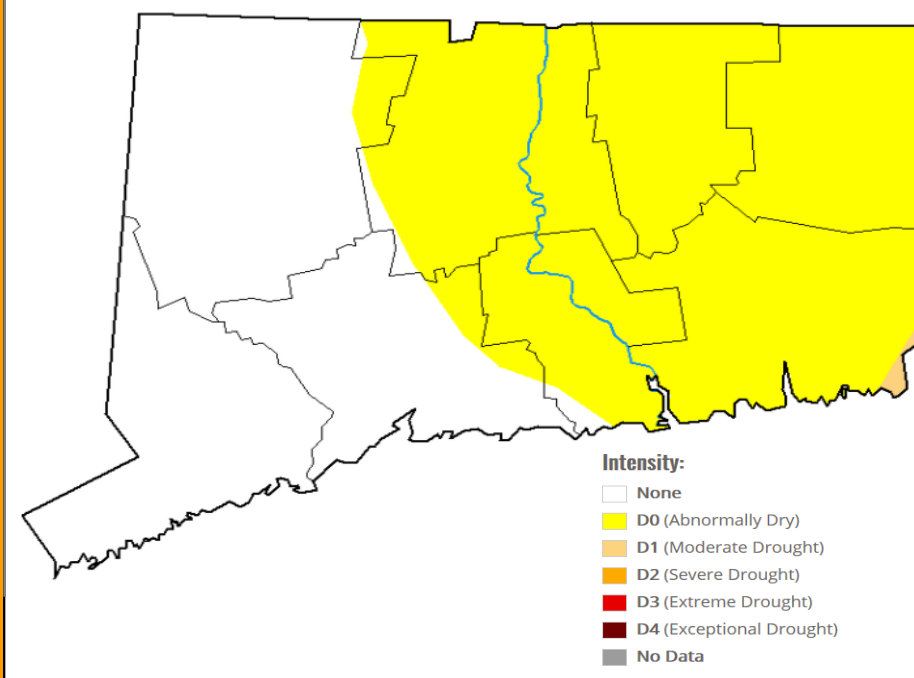 Intensity:
None
D0 (Abnormally Dry)
D1 (Moderate Drought)
D2 (Severe Drought)
D3 (Extreme Drought)
D4 (Exceptional Drought)
No Data